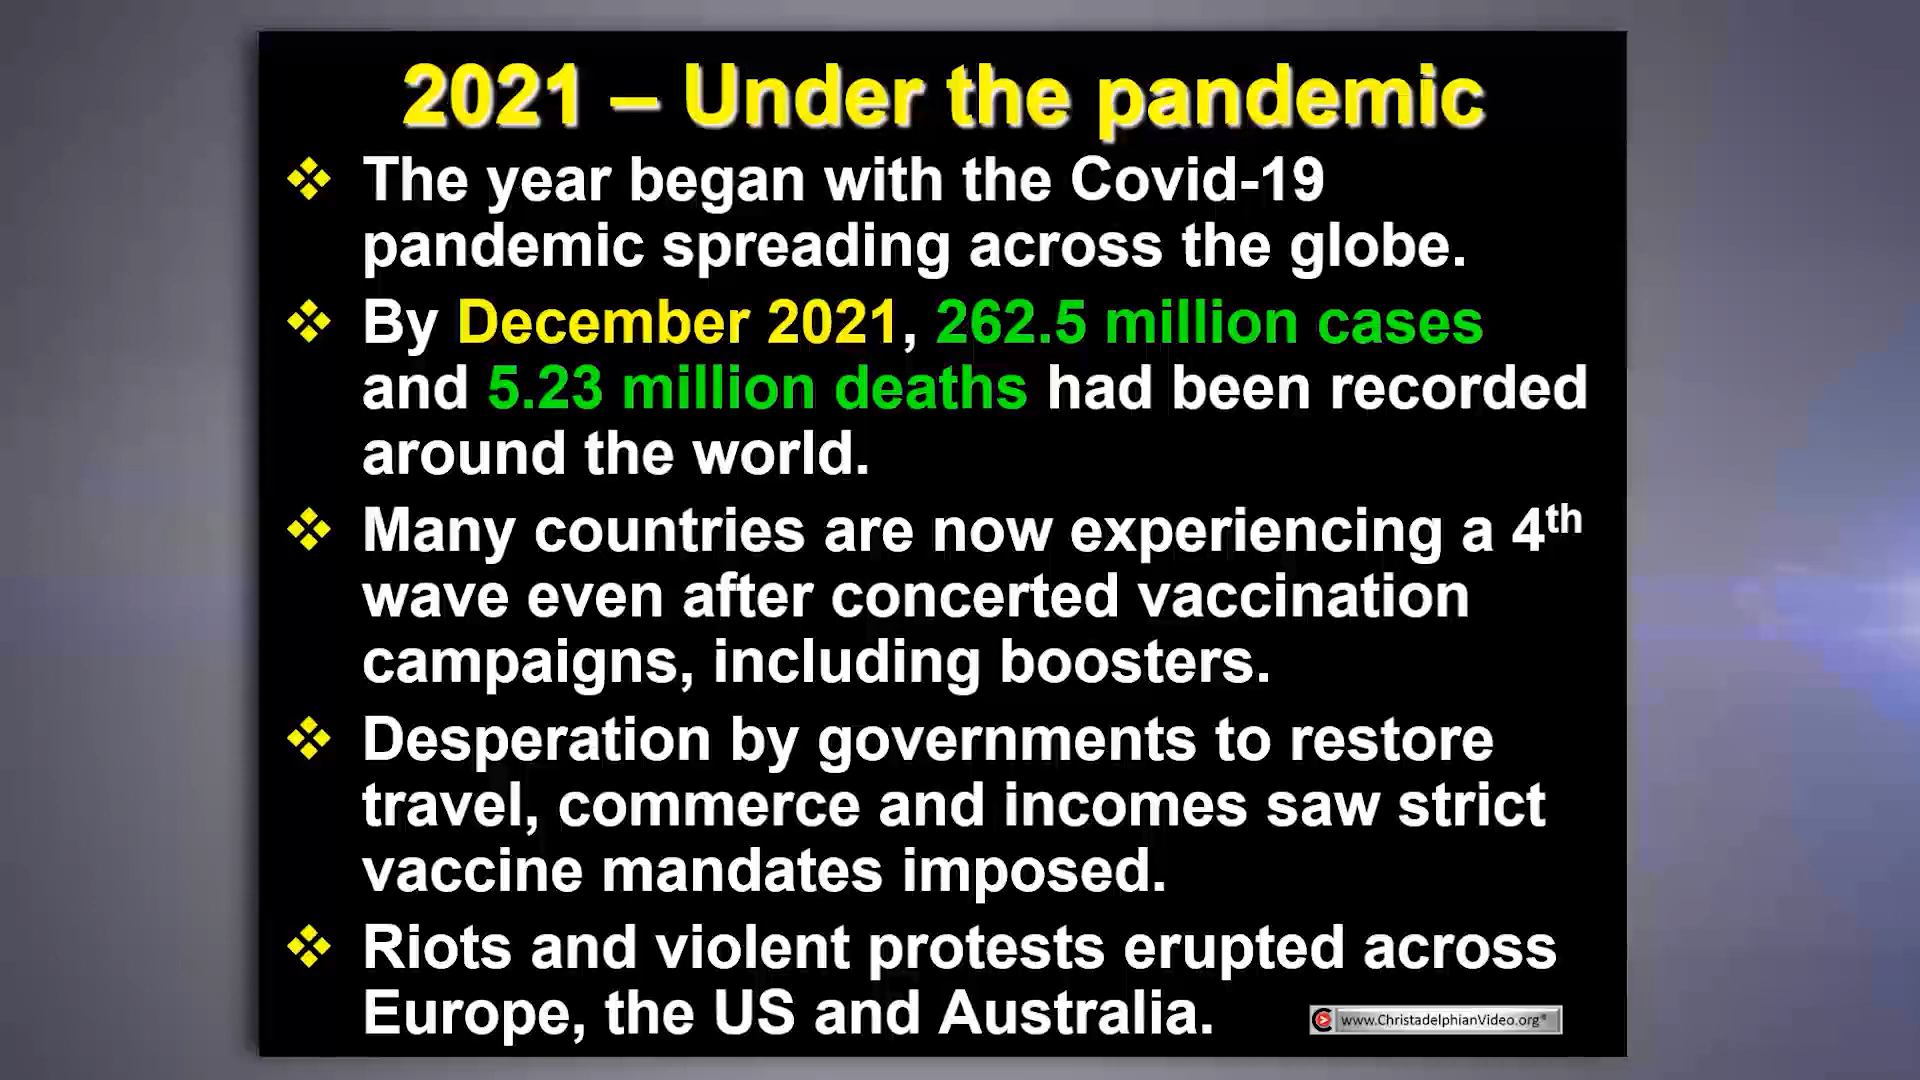 2021 – Under the pandemic
❖ The year began with the Covid-19
pandemic spreading across the globe.
❖ By December 2021, 262.5 million cases
and 5.23 million deaths had been recorded
around the world.
❖ Many countries are now experiencing a 4th
wave even after concerted vaccination
campaigns, including boosters.
❖ Desperation by governments to restore
travel, commerce and incomes saw strict
vaccine mandates imposed.
❖ Riots and violent protests erupted across
Europe, the US and Australia.
www.ChristadelphianVideo.org®